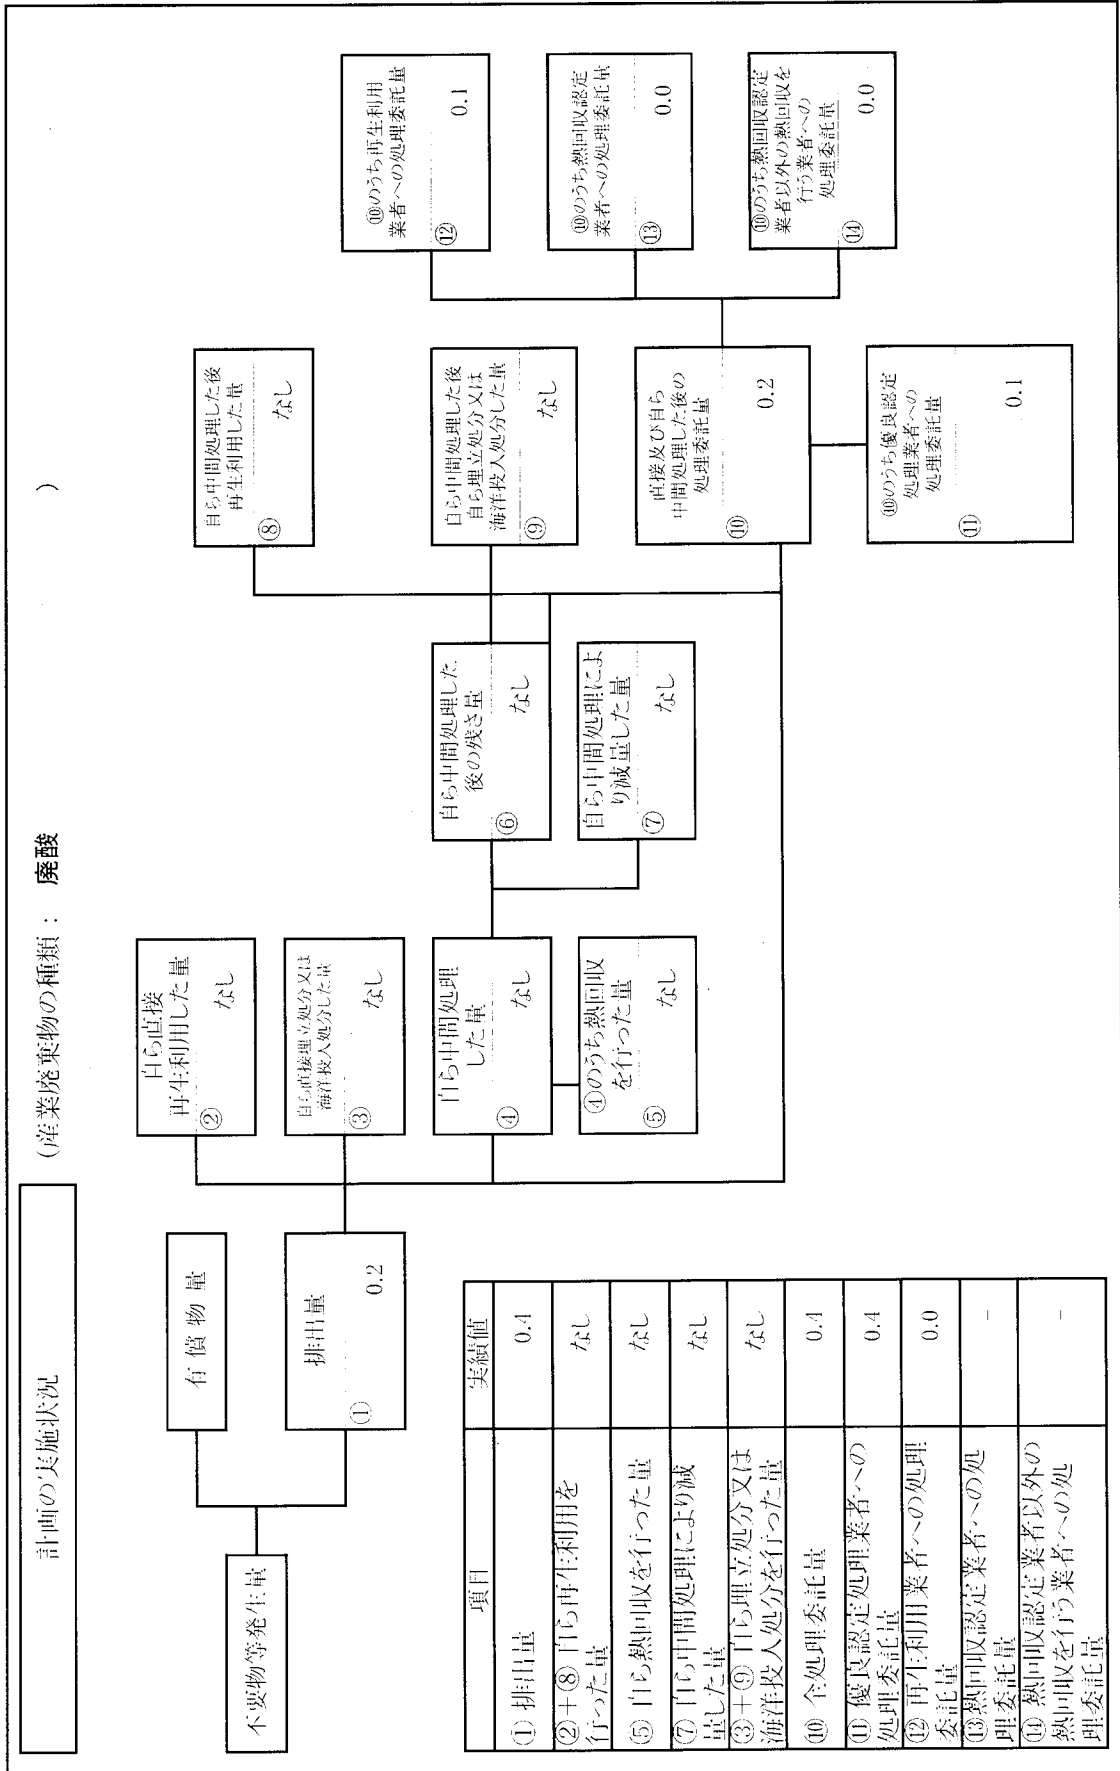 計画の実施状況
(産業廃棄物の種類： 廃酸 )
不要物等発生量
有 償 物 量
排出量
① 0.2
自ら直接
再生利用した量
② なし
自ら直接埋立処分又は
海洋投入処分した量
③ なし
自ら中間処理
した量
④ なし
④のうち熱回収
を行った量
⑤ なし
自ら中間処理した
後の残さ量
⑥ なし
自ら中間処理によ
り減量した量
⑦ なし
自ら中間処理した後
再生利用した量
⑧ なし
自ら中間処理した後
自ら埋立処分又は
海洋投入処分した量
⑨ なし
直接及び自ら
中間処理した後の
処理委託量
⑩ 0.2
⑩のうち優良認定
処理業者への
処理委託量
⑪ 0.1
⑩のうち再生利用
業者への処理委託量
⑫ 0.1
⑩のうち熱回収認定
業者への処理委託量
⑬ 0.0
⑩のうち熱回収認定
業者以外の熱回収を
行う業者への
処理委託量
⑭ 0.0
項目 実績値
① 排出量 0.4
②＋⑧ 自ら再生利用を
行った量 なし
⑤ 自ら熱回収を行った量 なし
⑦ 自ら中間処理により減
量した量 なし
③＋⑨ 自ら埋立処分又は
海洋投入処分を行った量 なし
⑩ 全処理委託量 0.4
⑪ 優良認定処理業者への
処理委託量 0.4
⑫ 再生利用業者への処理
委託量 0.0
⑬熱回収認定業者への処
理委託量 －
⑭ 熱回収認定業者以外の
熱回収を行う業者への処
理委託量 －